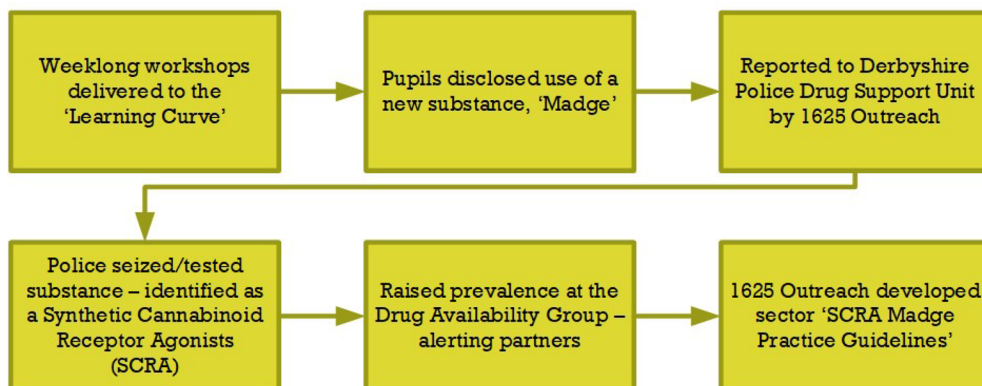 Weeklong workshops
delivered to the
‘Learning Curve’
Pupils disclosed use of a
new substance, ‘Madge’
Reported to Derbyshire
Police Drug Support Unit
by 1625 Outreach
Police seized/tested
substance – identified as
a Synthetic Cannabinoid
Receptor Agonists
(SCRA)
Raised prevalence at the
Drug Availability Group –
alerting partners
1625 Outreach developed
sector ‘SCRA Madge
Practice Guidelines’